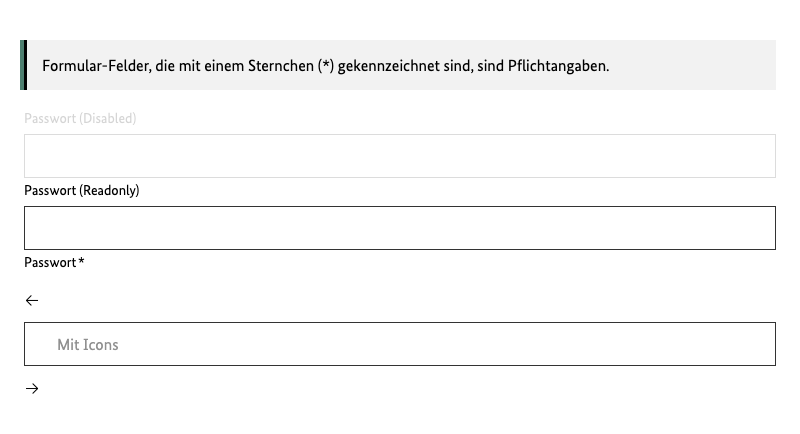 Formular-Felder, die mit einem Sternchen (*) gekennzeichnet sind, sind Pflichtangaben.
Passwort (Disabled)
Passwort (Readonly)
Passwort *
←
Mit Icons
→